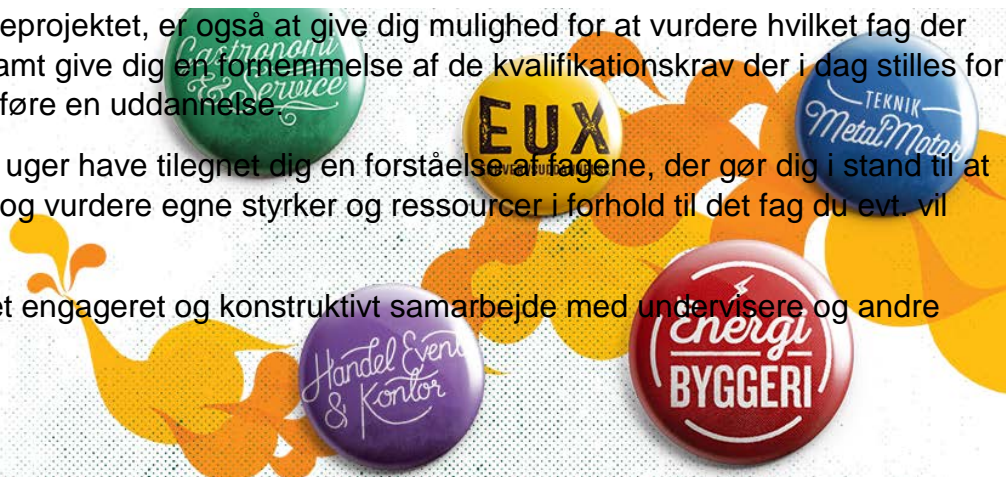 eprojektet, er også at give dig mulighed for at vurdere hvilket fag der
amt give dig en fornemmelse af de kvalifikationskrav der i dag stilles for
føre en uddannelse.
uger have tilegnet dig en forståelse af fagene, der gør dig i stand til at
og vurdere egne styrker og ressourcer i forhold til det fag du evt. vil
et engageret og konstruktivt samarbejde med undervisere og andre
Gastronomi
& Service
EUX
TEKNIK
Metal Motor
Handel Event
& Kontor
Energi
BYGGERI